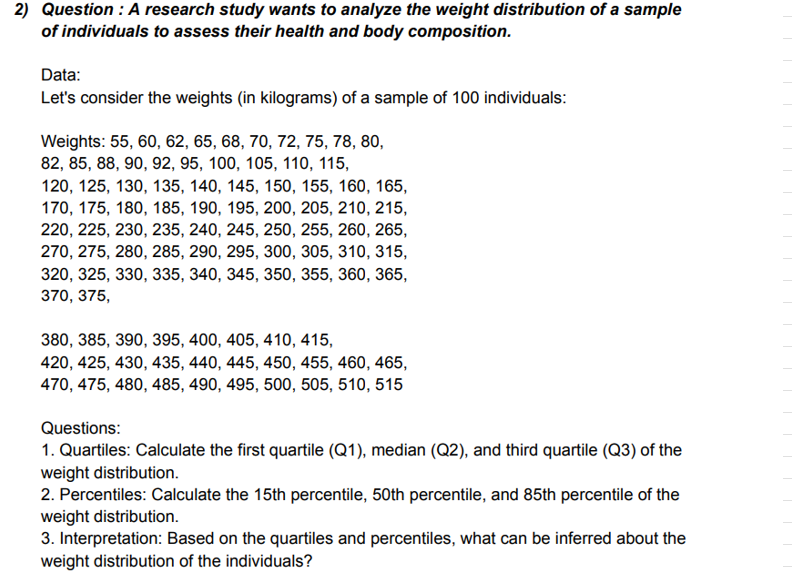 2) Question : A research study wants to analyze the weight distribution of a sample
of individuals to assess their health and body composition.
Data:
Let's consider the weights (in kilograms) of a sample of 100 individuals:
Weights: 55, 60, 62, 65, 68, 70, 72, 75, 78, 80,
82, 85, 88, 90, 92, 95, 100, 105, 110, 115,
120, 125, 130, 135, 140, 145, 150, 155, 160, 165,
170, 175, 180, 185, 190, 195, 200, 205, 210, 215,
220, 225, 230, 235, 240, 245, 250, 255, 260, 265,
270, 275, 280, 285, 290, 295, 300, 305, 310, 315,
320, 325, 330, 335, 340, 345, 350, 355, 360, 365,
370, 375,
380, 385, 390, 395, 400, 405, 410, 415,
420, 425, 430, 435, 440, 445, 450, 455, 460, 465,
470, 475, 480, 485, 490, 495, 500, 505, 510, 515
Questions:
1. Quartiles: Calculate the first quartile (Q1), median (Q2), and third quartile (Q3) of the
weight distribution.
2. Percentiles: Calculate the 15th percentile, 50th percentile, and 85th percentile of the
weight distribution.
3. Interpretation: Based on the quartiles and percentiles, what can be inferred about the
weight distribution of the individuals?